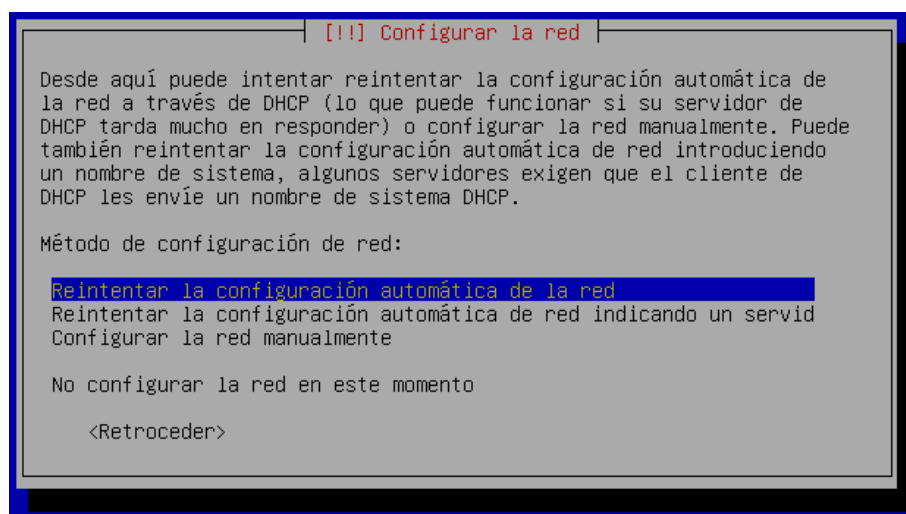 [!!] Configurar la red
Desde aquí puede intentar reintentar la configuración automática de
la red a través de DHCP (lo que puede funcionar si su servidor de
DHCP tarda mucho en responder) o configurar la red manualmente. Puede
también reintentar la configuración automática de red introduciendo
un nombre de sistema, algunos servidores exigen que el cliente de
DHCP les envíe un nombre de sistema DHCP.
Método de configuración de red:
Reintentar la configuración automática de la red
Reintentar la configuración automática de red indicando un servid
Configurar la red manualmente
No configurar la red en este momento
<Retroceder>